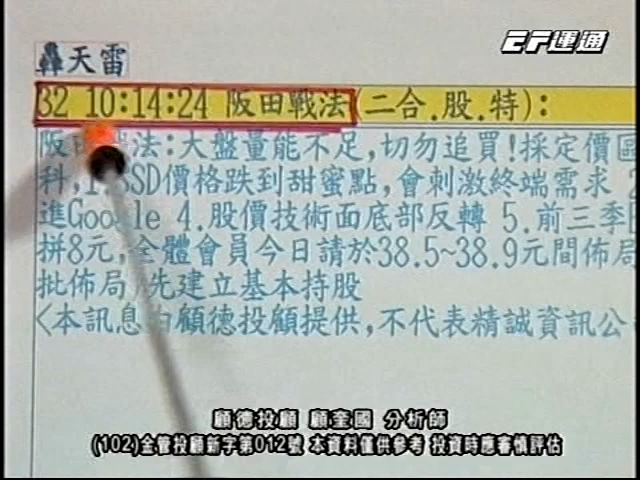 EF運通
轟天雷
32 10:14:24 阪田戰法(二合.股.特):
阪田戰法:大盤量能不足,切勿追買!採定價區
科,1.SSD價格跌到甜蜜點,會刺激終端需求
進Google 4.股價技術面底部反轉 5.前三季
拼8元,全體會員今日請於38.5~38.9元間佈局
批佈局 先建立基本持股
<本訊息由顧德投顧提供,不代表精誠資訊公
顧德投顧 顧奎國 分析師
(102)金管投顧新字第012號 本資料僅供參考 投資時應審慎評估